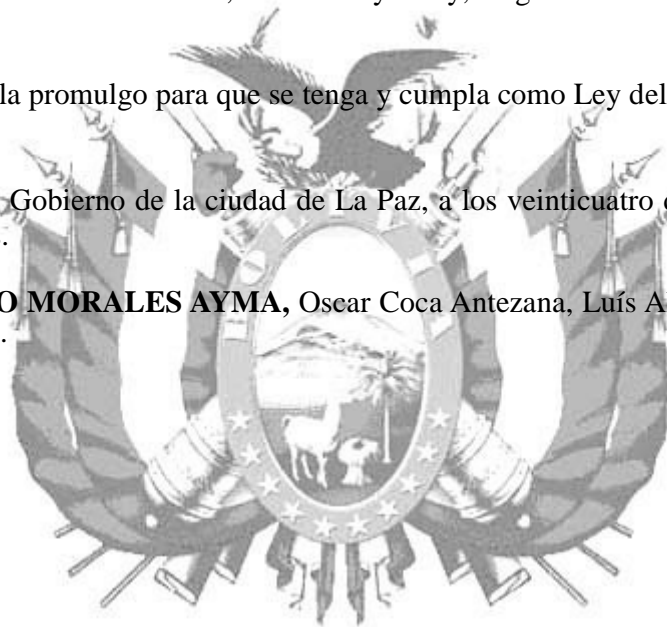 la promulgo para que se tenga y cumpla como Ley del
Gobierno de la ciudad de La Paz, a los veinticuatro
.
O MORALES AYMA, Oscar Coca Antezana, Luís A
.